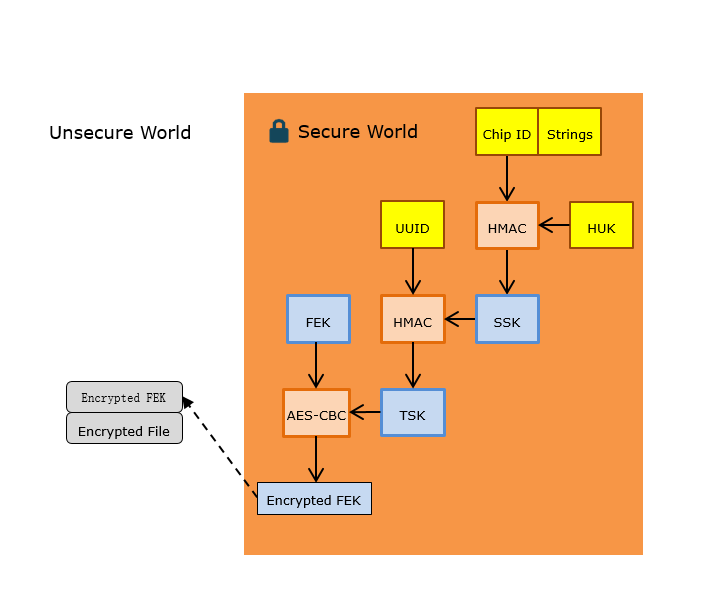 Unsecure World
Secure World
Chip ID
Strings
UUID
HMAC
HUK
FEK
HMAC
SSK
Encrypted FEK
Encrypted File
AES-CBC
TSK
Encrypted FEK